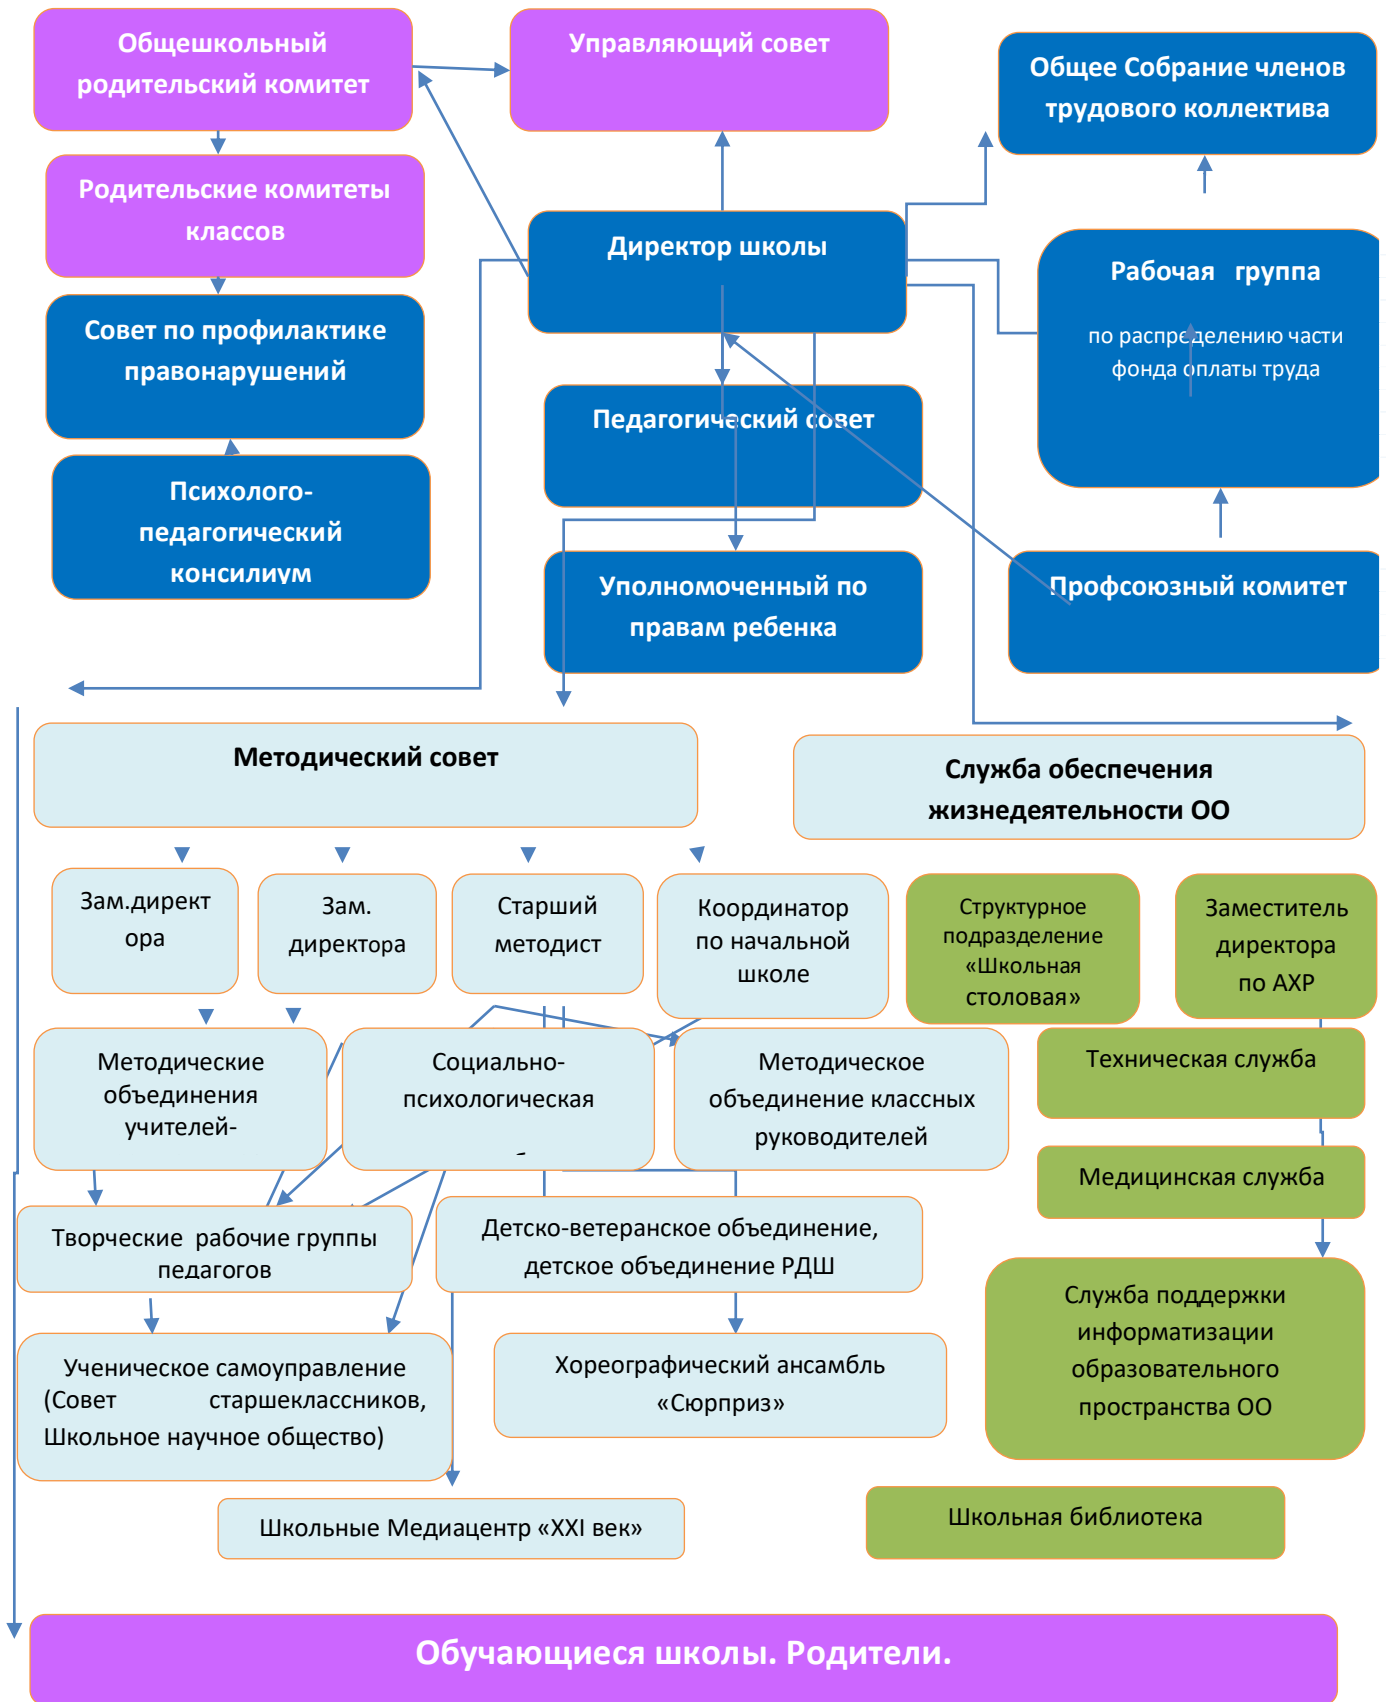 Общешкольный
родительский комитет
Управляющий совет
Общее Собрание членов
трудового коллектива
Родительские комитеты
классов
Директор школы
Рабочая группа
по распределению части
фонда оплаты труда
Совет по профилактике
правонарушений
Педагогический совет
Психолого-
педагогический
консилиум
Уполномоченный по
правам ребенка
Профсоюзный комитет
Методический совет
Служба обеспечения
жизнедеятельности ОО
Зам.директ
ора
Зам.
директора
Старший
методист
Координатор
по начальной
школе
Структурное
подразделение
«Школьная
столовая»
Заместитель
директора
по АХР
Методические
объединения
учителей-
Социально-
психологическая
Методическое
объединение классных
руководителей
Техническая служба
Медицинская служба
Творческие рабочие группы
педагогов
Детско-ветеранское объединение,
детское объединение РДШ
Служба поддержки
информатизации
образовательного
пространства ОО
Ученическое самоуправление
(Совет старшеклассников,
Школьное научное общество)
Хореографический ансамбль
«Сюрприз»
Школьные Медиацентр «XXI век»
Школьная библиотека
Обучающиеся школы. Родители.